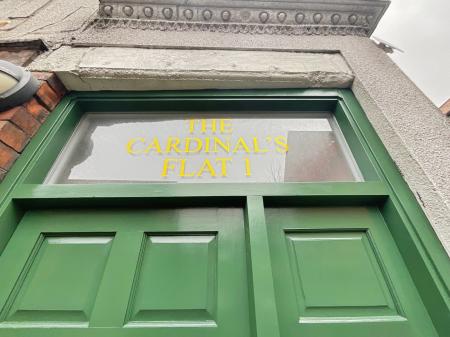 THE
CARDINAL'S
FLAT 1